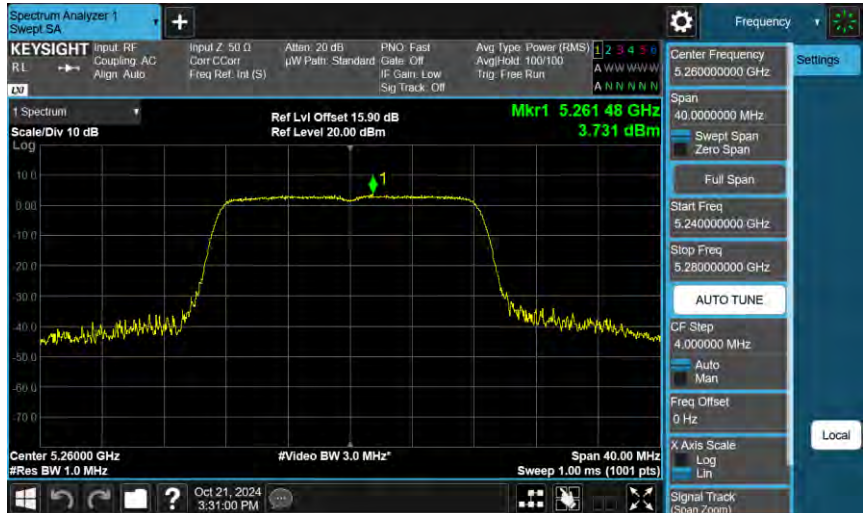 Spectrum Analyzer 1
Swept SA
+
Frequency
KEYSIGHT
RL
LXI
Input: RF
Coupling: AC
Align: Auto
Input Z: 50 Ω
Corr CCorr
Freq Ref: Int (S)
Atten: 20 dB
µW Path: Standard
PNO: Fast
Gate: Off
IF Gain: Low
Sig Track: Off
Avg Type: Power (RMS)
Avg|Hold: 100/100
Trig: Free Run
1 2 3 4 5 6
A W W W W W
A N N N N N
1 Spectrum
Scale/Div 10 dB
Log
Ref Lvl Offset 15.90 dB
Ref Level 20.00 dBm
Mkr1 5.261 48 GHz
3.731 dBm
1
10.0
0.00
-10.0
-20.0
-30.0
-40.0
-50.0
-60.0
-70.0
Center 5.26000 GHz
#Res BW 1.0 MHz
#Video BW 3.0 MHz*
Span 40.00 MHz
Sweep 1.00 ms (1001 pts)
Oct 21, 2024
3:31:00 PM
?
Center Frequency
5.260000000 GHz
Span
40.0000000 MHz
Swept Span
Zero Span
Full Span
Start Freq
5.240000000 GHz
Stop Freq
5.280000000 GHz
AUTO TUNE
CF Step
4.000000 MHz
Auto
Man
Freq Offset
0 Hz
X Axis Scale
Log
Lin
Signal Track
(Span Zoom)
Settings
Local